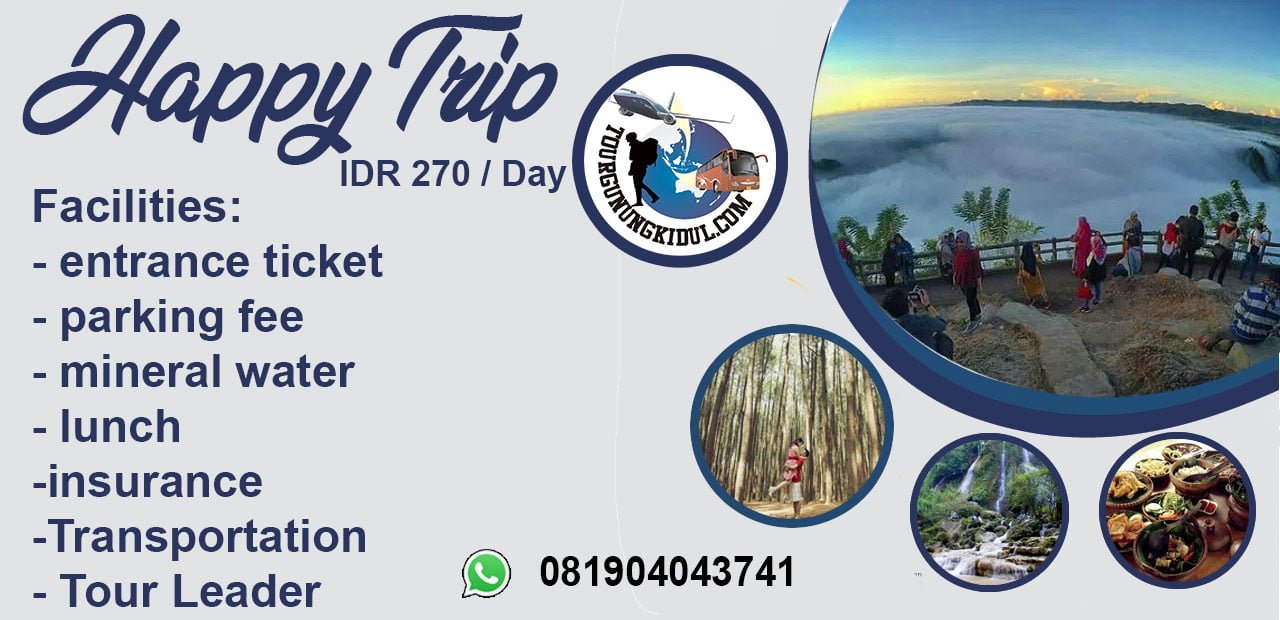 Happy Trip
IDR 270 / Day
TOURGUNUNGKIDUL.COM
Facilities:
- entrance ticket
- parking fee
- mineral water
- lunch
-insurance
-Transportation
- Tour Leader
081904043741